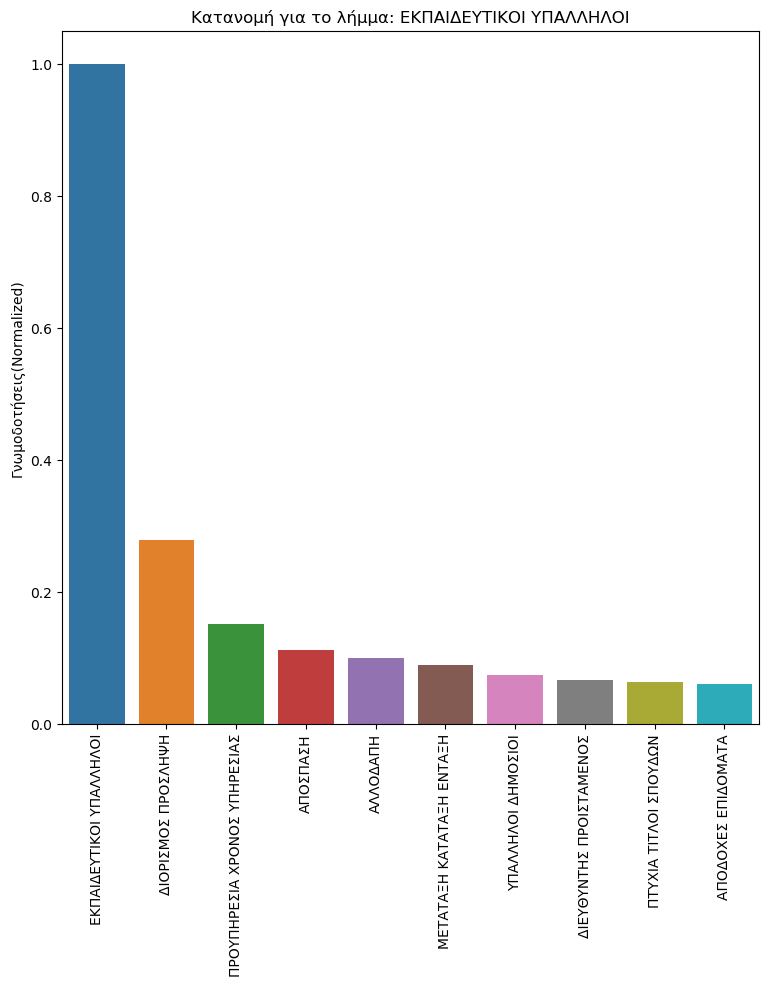 Κατανομή για το λήμμα: ΕΚΠΑΙΔΕΥΤΙΚΟΙ ΥΠΑΛΛΗΛΟΙ
Γνωμοδοτήσεις(Normalized)
1.0
0.8
0.6
0.4
0.2
0.0
ΕΚΠΑΙΔΕΥΤΙΚΟΙ ΥΠΑΛΛΗΛΟΙ
ΔΙΟΡΙΣΜΟΣ ΠΡΟΣΛΗΨΗ
ΠΡΟΥΠΗΡΕΣΙΑ ΧΡΟΝΟΣ ΥΠΗΡΕΣΙΑΣ
ΑΠΟΣΠΑΣΗ
ΑΛΛΟΔΑΠΗ
ΜΕΤΑΤΑΞΗ ΚΑΤΑΤΑΞΗ ΕΝΤΑΞΗ
ΥΠΑΛΛΗΛΟΙ ΔΗΜΟΣΙΟΙ
ΔΙΕΥΘΥΝΤΗΣ ΠΡΟΙΣΤΑΜΕΝΟΣ
ΠΤΥΧΙΑ ΤΙΤΛΟΙ ΣΠΟΥΔΩΝ
ΑΠΟΔΟΧΕΣ ΕΠΙΔΟΜΑΤΑ